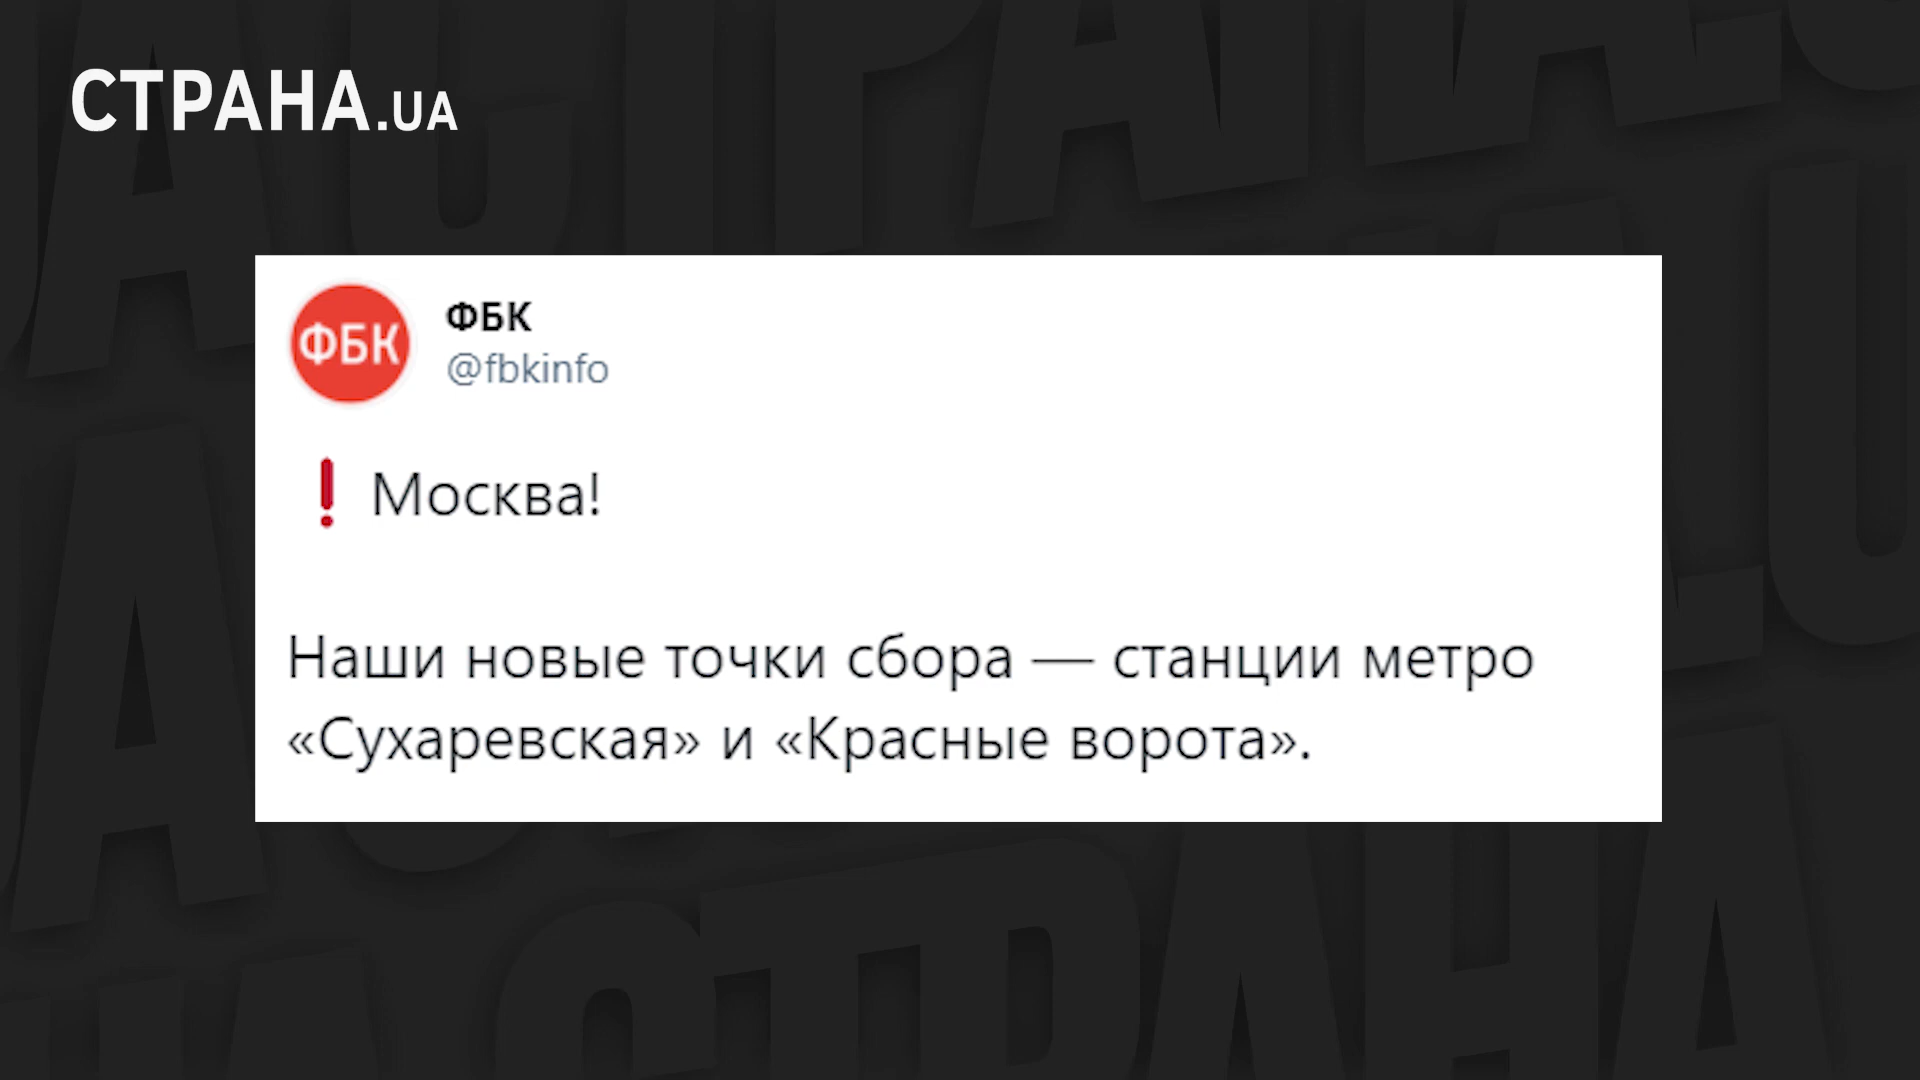 СТРАНА.UA
ФБК
ФБК
@fbkinfo
❗ Москва!
Наши новые точки сбора — станции метро
«Сухаревская» и «Красные ворота».